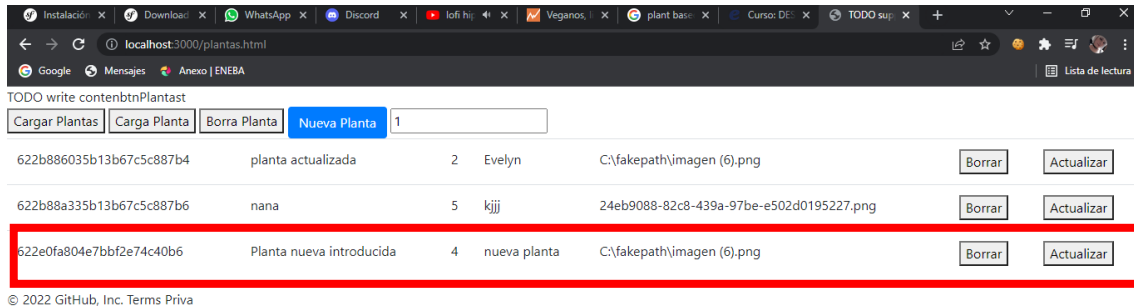 Instalación Download WhatsApp Discord lofi hip Veganos, plant base Curso: DES TODO sup
localhost:3000/plantas.html
Google Mensajes Anexo | ENEBA Lista de lectura
TODO write contenbtnPlantast
Cargar Plantas Carga Planta Borra Planta Nueva Planta 1
622b886035b13b67c5c887b4 planta actualizada 2 Evelyn C:\fakepath\imagen (6).png Borrar Actualizar
622b88a335b13b67c5c887b6 nana 5 kjjj 24eb9088-82c8-439a-97be-e502d0195227.png Borrar Actualizar
622e0fa804e7bbf2e74c40b6 Planta nueva introducida 4 nueva planta C:\fakepath\imagen (6).png Borrar Actualizar
© 2022 GitHub, Inc. Terms Priva